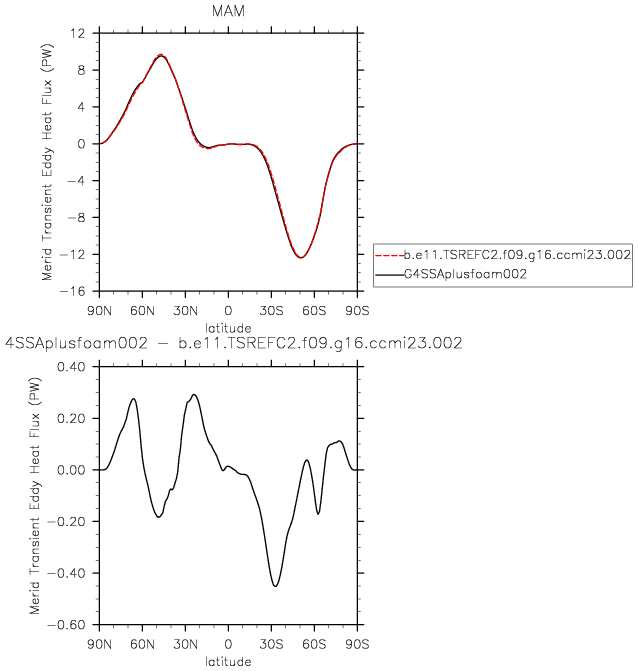 MAM
Merid Transient Eddy Heat Flux (PW)
12
8
4
0
−4
−8
−12
−16
90N 60N 30N 0 30S 60S 90S
latitude
b.e11.TSREFC2.f09.g16.ccmi23.002
G4SSAplusfoam002
4SSAplusfoam002 − b.e11.TSREFC2.f09.g16.ccmi23.002
Merid Transient Eddy Heat Flux (PW)
0.40
0.20
0.00
−0.20
−0.40
−0.60
90N 60N 30N 0 30S 60S 90S
latitude